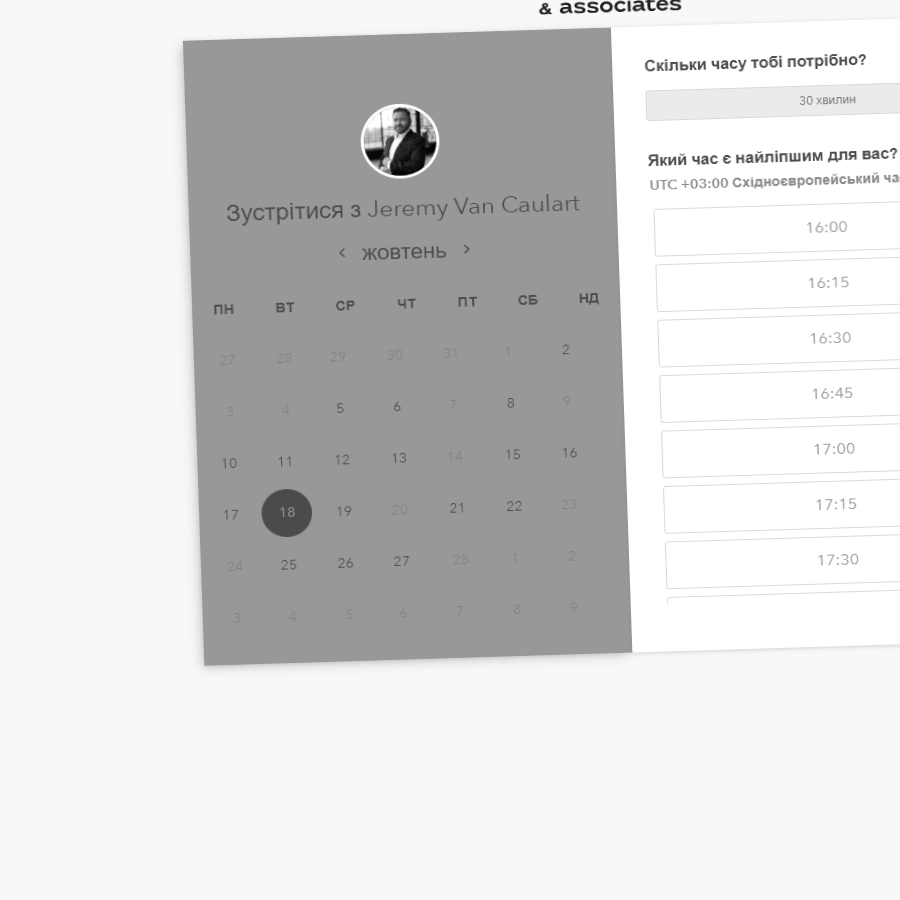 & associates
Зустрітися з Jeremy Van Caulart
‹ жовтень ›
ПН ВТ СР ЧТ ПТ СБ НД
27 28 29 30 31 1 2
3 4 5 6 7 8 9
10 11 12 13 14 15 16
17 18 19 20 21 22 23
24 25 26 27 28 1 2
3 4 5 6 7 8 9
Скільки часу тобі потрібно?
30 хвилин
Який час є найліпшим для вас?
UTC +03:00 Східноєвропейський
16:00
16:15
16:30
16:45
17:00
17:15
17:30